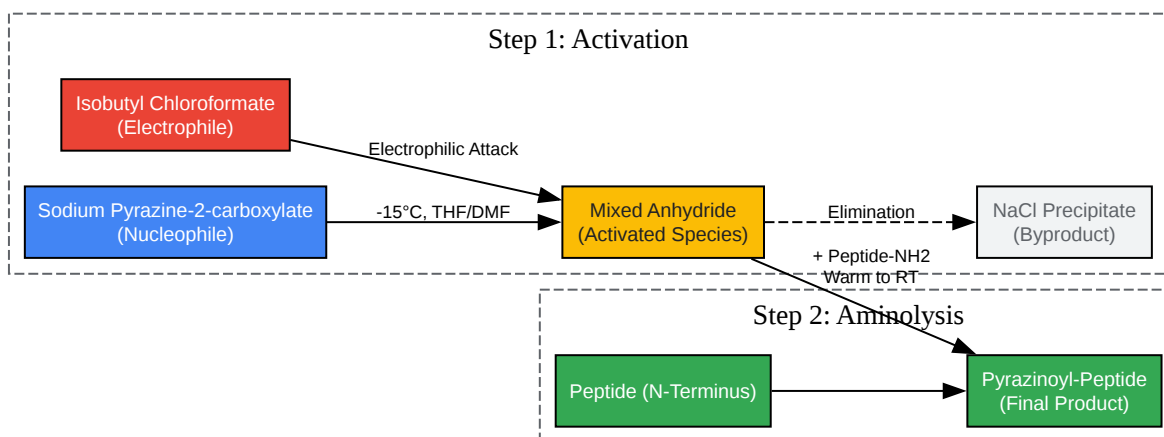 Step 1: Activation
Isobutyl Chloroformate
(Electrophile)
Electrophilic Attack
Sodium Pyrazine-2-carboxylate
(Nucleophile)
-15°C, THF/DMF
Mixed Anhydride
(Activated Species)
Elimination
NaCl Precipitate
(Byproduct)
+ Peptide-NH2
Warm to RT
Step 2: Aminolysis
Peptide (N-Terminus)
Pyrazinoyl-Peptide
(Final Product)